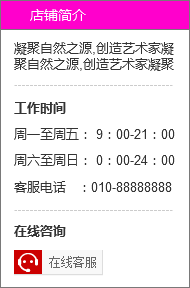 店铺简介
凝聚自然之源,创造艺术家凝
聚自然之源,创造艺术家凝聚
工作时间
周一至周五： 9：00-21：00
周六至周日： 0：00-24：00
客服电话 ：010-88888888
在线咨询
在线客服